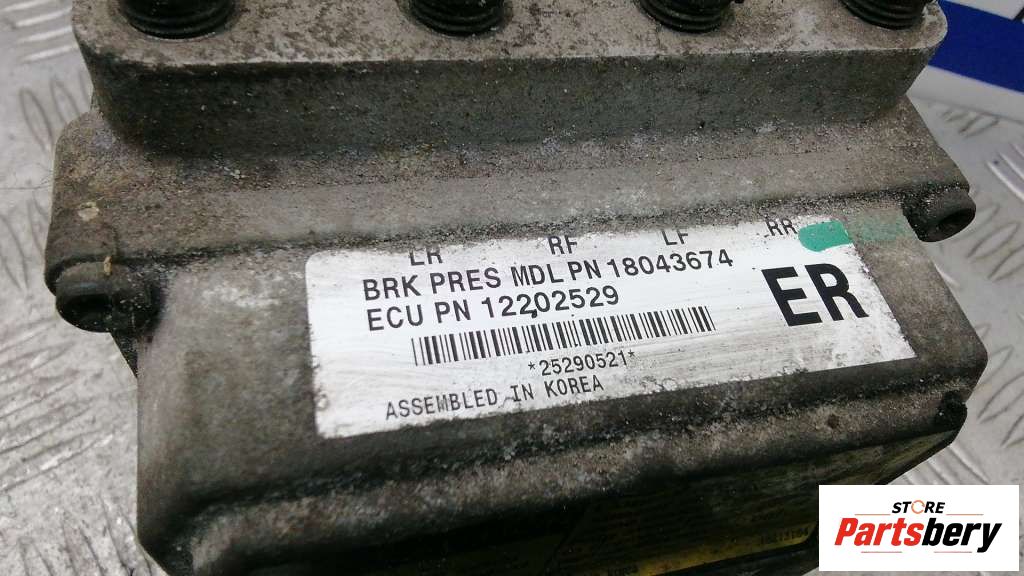 LR RF LF RR
BRK PRES MDL PN 18043674
ECU PN 12202529
ER
*25290521*
ASSEMBLED IN KOREA
STORE
Partsbery